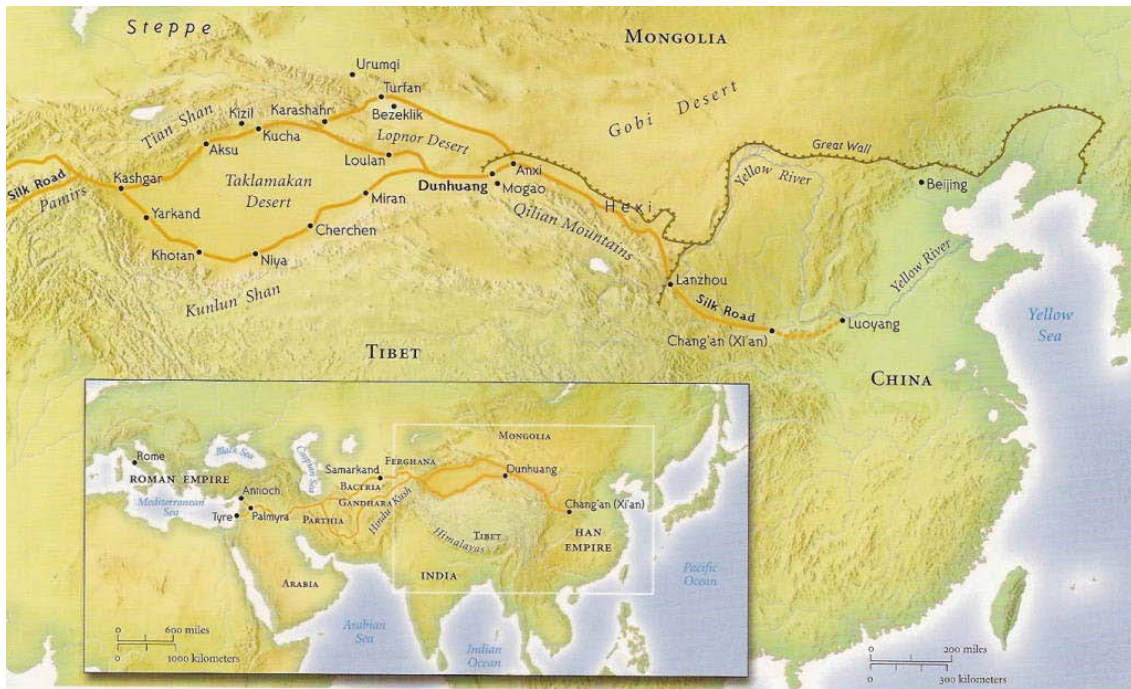 Steppe
MONGOLIA
Urumqi
Turfan
Bezeklik
Gobi Desert
Tian Shan
Kizil
Karashahr
Kucha
Lopnor Desert
Aksu
Great Wall
Loulan
Anxi
Yellow River
Silk Road
Kashgar
Taklamakan
Desert
Dunhuang
Mogao
Beijing
Pamirs
Miran
Hexi
Yarkand
Qilian Mountains
Cherchen
Khotan
Niya
Yellow River
Kunlun Shan
Lanzhou
Silk Road
Luoyang
Yellow
Sea
Chang'an (Xi'an)
TIBET
CHINA
MONGOLIA
Rome
Black Sea
Caspian Sea
FERGHANA
Samarkand
Dunhuang
ROMAN EMPIRE
BACTRIA
Mediterranean
Sea
Antioch
GANDHARA
Hindu Kush
Chang'an (Xi'an)
Tyre
Palmyra
PARTHIA
TIBET
HAN
EMPIRE
Himalayas
ARABIA
INDIA
Pacific
Ocean
Arabian
Sea
Indian
Ocean
0 600 miles
0 1000 kilometers
0 200 miles
0 300 kilometers